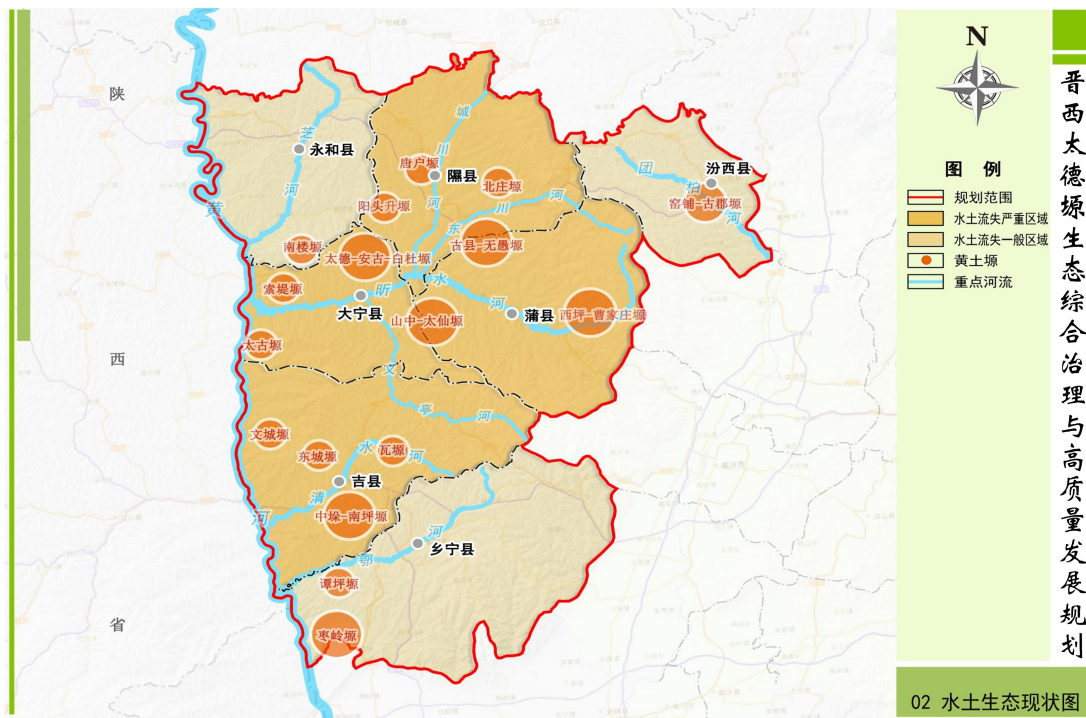 晋西太德塬生态综合治理与高质量发展规划
N
图 例
规划范围
水土流失严重区域
水土流失一般区域
黄土塬
重点河流
02 水土生态现状图
陕
西
省
黄
河
芝
河
永和县
城
川
河
唐户塬
隰县
北庄塬
阳头升塬
东
川
河
团
柏
河
汾西县
窑铺-古郡塬
南楼塬
太德-安古-白杜塬
古县-无愚塬
索堤塬
昕
水
河
大宁县
山中-太仙塬
蒲县
西坪-曹家庄塬
太古塬
文
亭
河
文城塬
东城塬
瓦塬
清
水
河
吉县
中垛-南坪塬
鄂
河
乡宁县
谭坪塬
枣岭塬